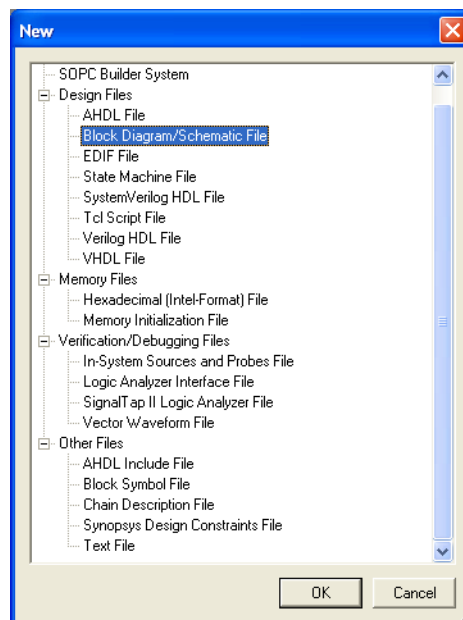 New
SOPC Builder System
Design Files
AHDL File
Block Diagram/Schematic File
EDIF File
State Machine File
SystemVerilog HDL File
Tcl Script File
Verilog HDL File
VHDL File
Memory Files
Hexadecimal (Intel-Format) File
Memory Initialization File
Verification/Debugging Files
In-System Sources and Probes File
Logic Analyzer Interface File
SignalTap II Logic Analyzer File
Vector Waveform File
Other Files
AHDL Include File
Block Symbol File
Chain Description File
Synopsys Design Constraints File
Text File
OK Cancel